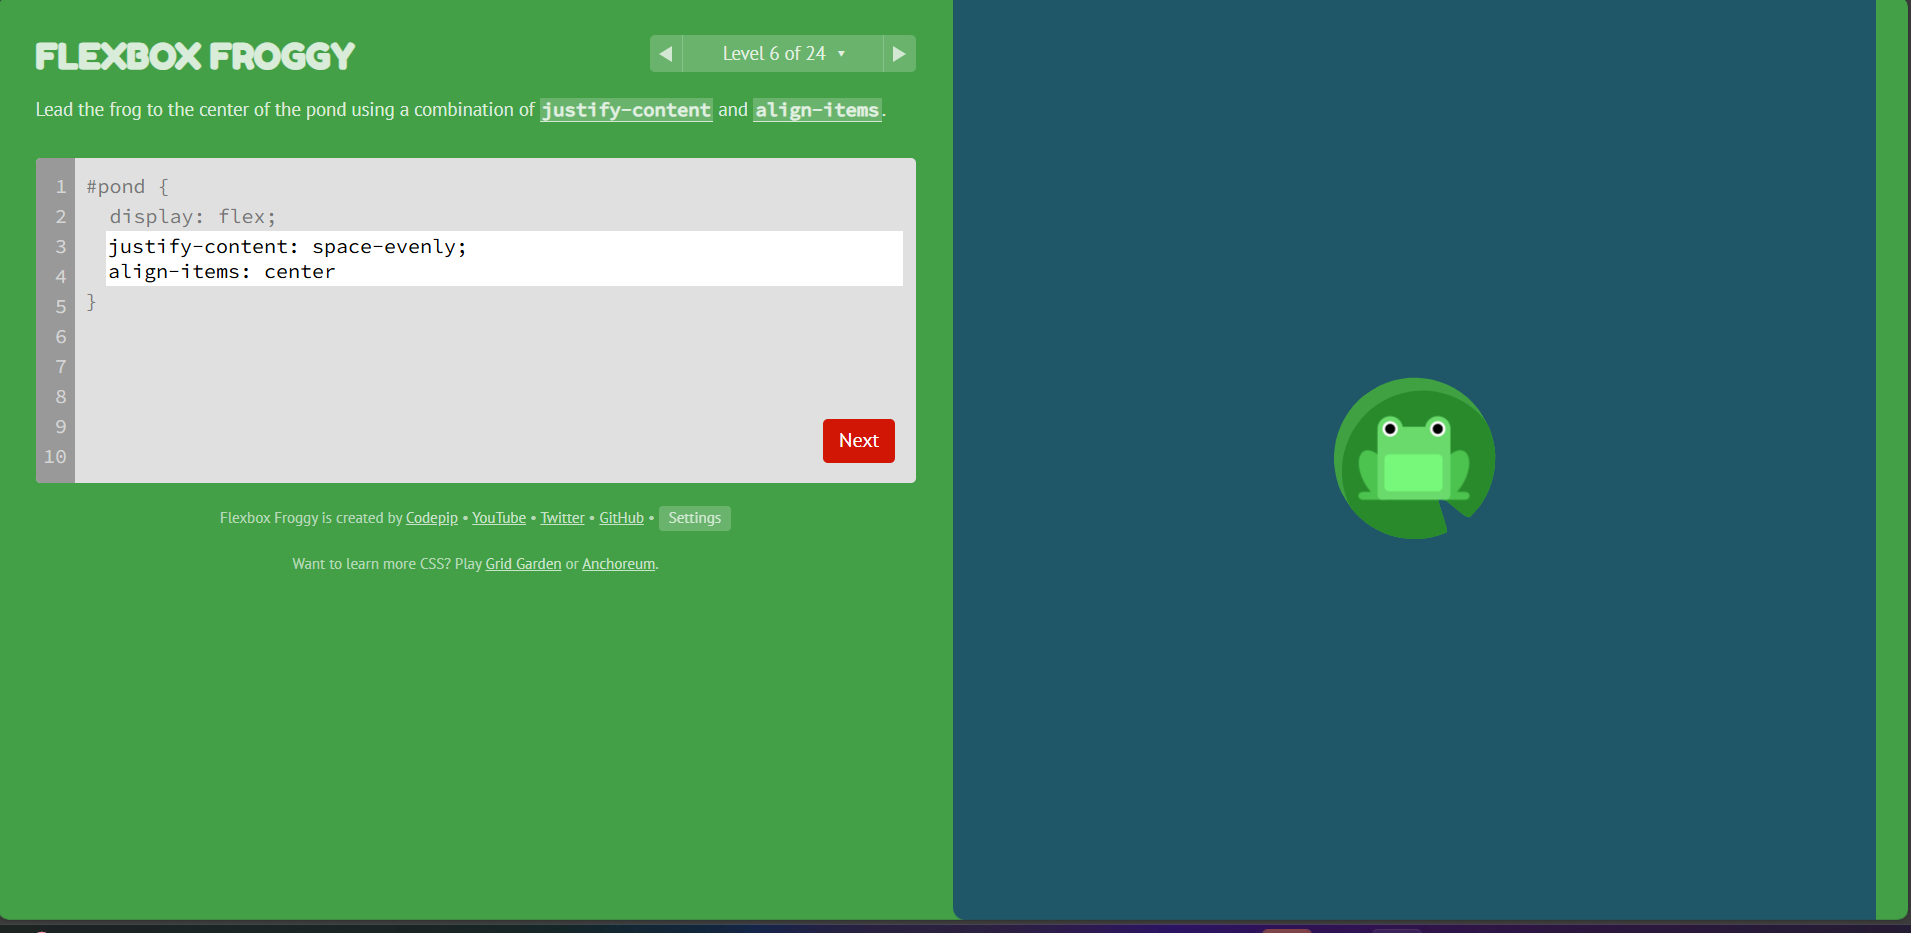 FLEXBOX FROGGY
◀ Level 6 of 24 ▾ ▶
Lead the frog to the center of the pond using a combination of justify-content and align-items.
1 #pond {
2 display: flex;
3 justify-content: space-evenly;
4 align-items: center
5 }
6
7
8
9
10
Next
Flexbox Froggy is created by Codepip • YouTube • Twitter • GitHub • Settings
Want to learn more CSS? Play Grid Garden or Anchoreum.